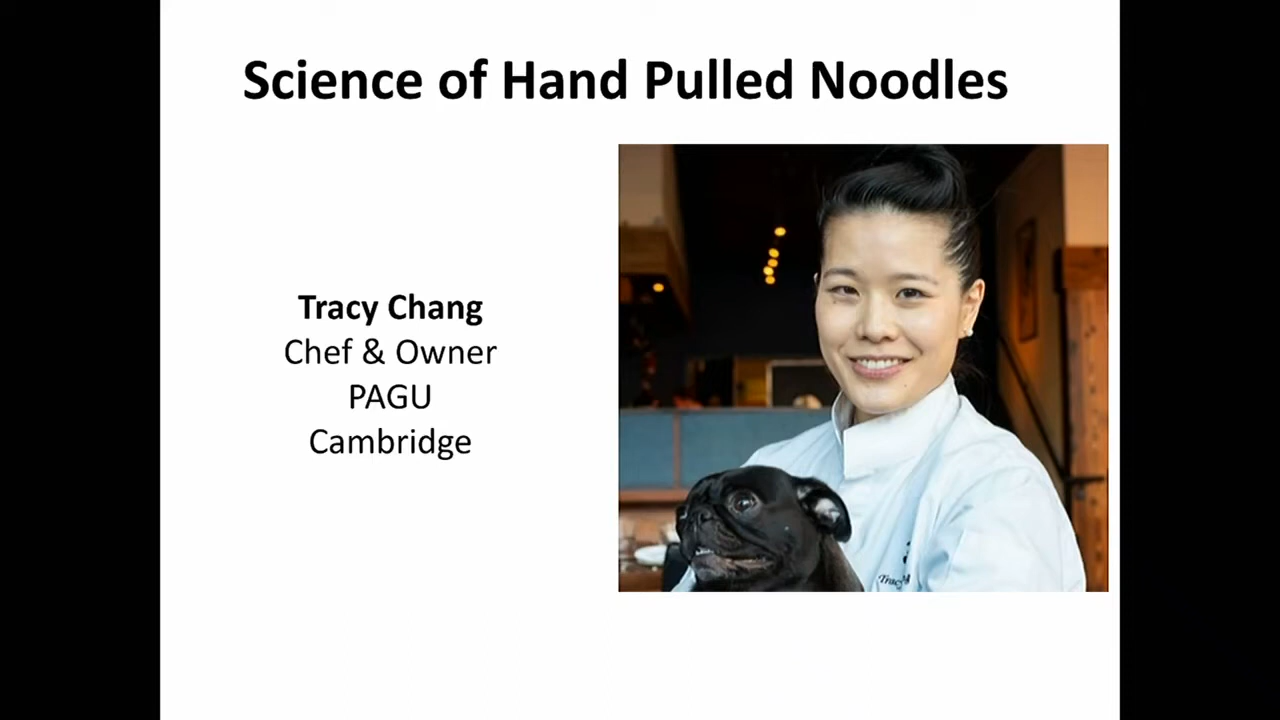 Science of Hand Pulled Noodles
Tracy Chang
Chef & Owner
PAGU
Cambridge